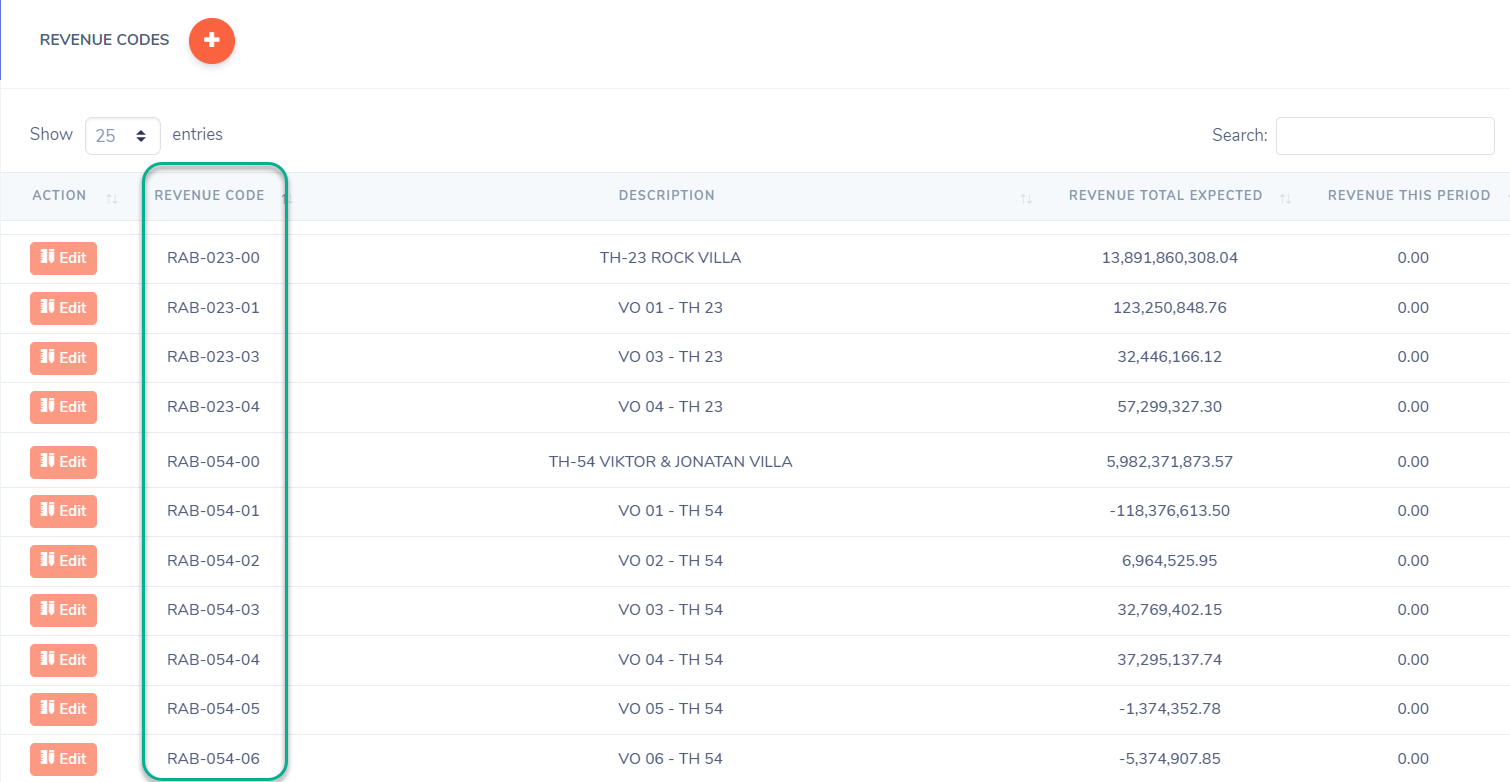 REVENUE CODES
Show 25 entries Search:
ACTION REVENUE CODE DESCRIPTION REVENUE TOTAL EXPECTED REVENUE THIS PERIOD
Edit RAB-023-00 TH-23 ROCK VILLA 13,891,860,308.04 0.00
Edit RAB-023-01 VO 01 - TH 23 123,250,848.76 0.00
Edit RAB-023-03 VO 03 - TH 23 32,446,166.12 0.00
Edit RAB-023-04 VO 04 - TH 23 57,299,327.30 0.00
Edit RAB-054-00 TH-54 VIKTOR & JONATAN VILLA 5,982,371,873.57 0.00
Edit RAB-054-01 VO 01 - TH 54 -118,376,613.50 0.00
Edit RAB-054-02 VO 02 - TH 54 6,964,525.95 0.00
Edit RAB-054-03 VO 03 - TH 54 32,769,402.15 0.00
Edit RAB-054-04 VO 04 - TH 54 37,295,137.74 0.00
Edit RAB-054-05 VO 05 - TH 54 -1,374,352.78 0.00
Edit RAB-054-06 VO 06 - TH 54 -5,374,907.85 0.00